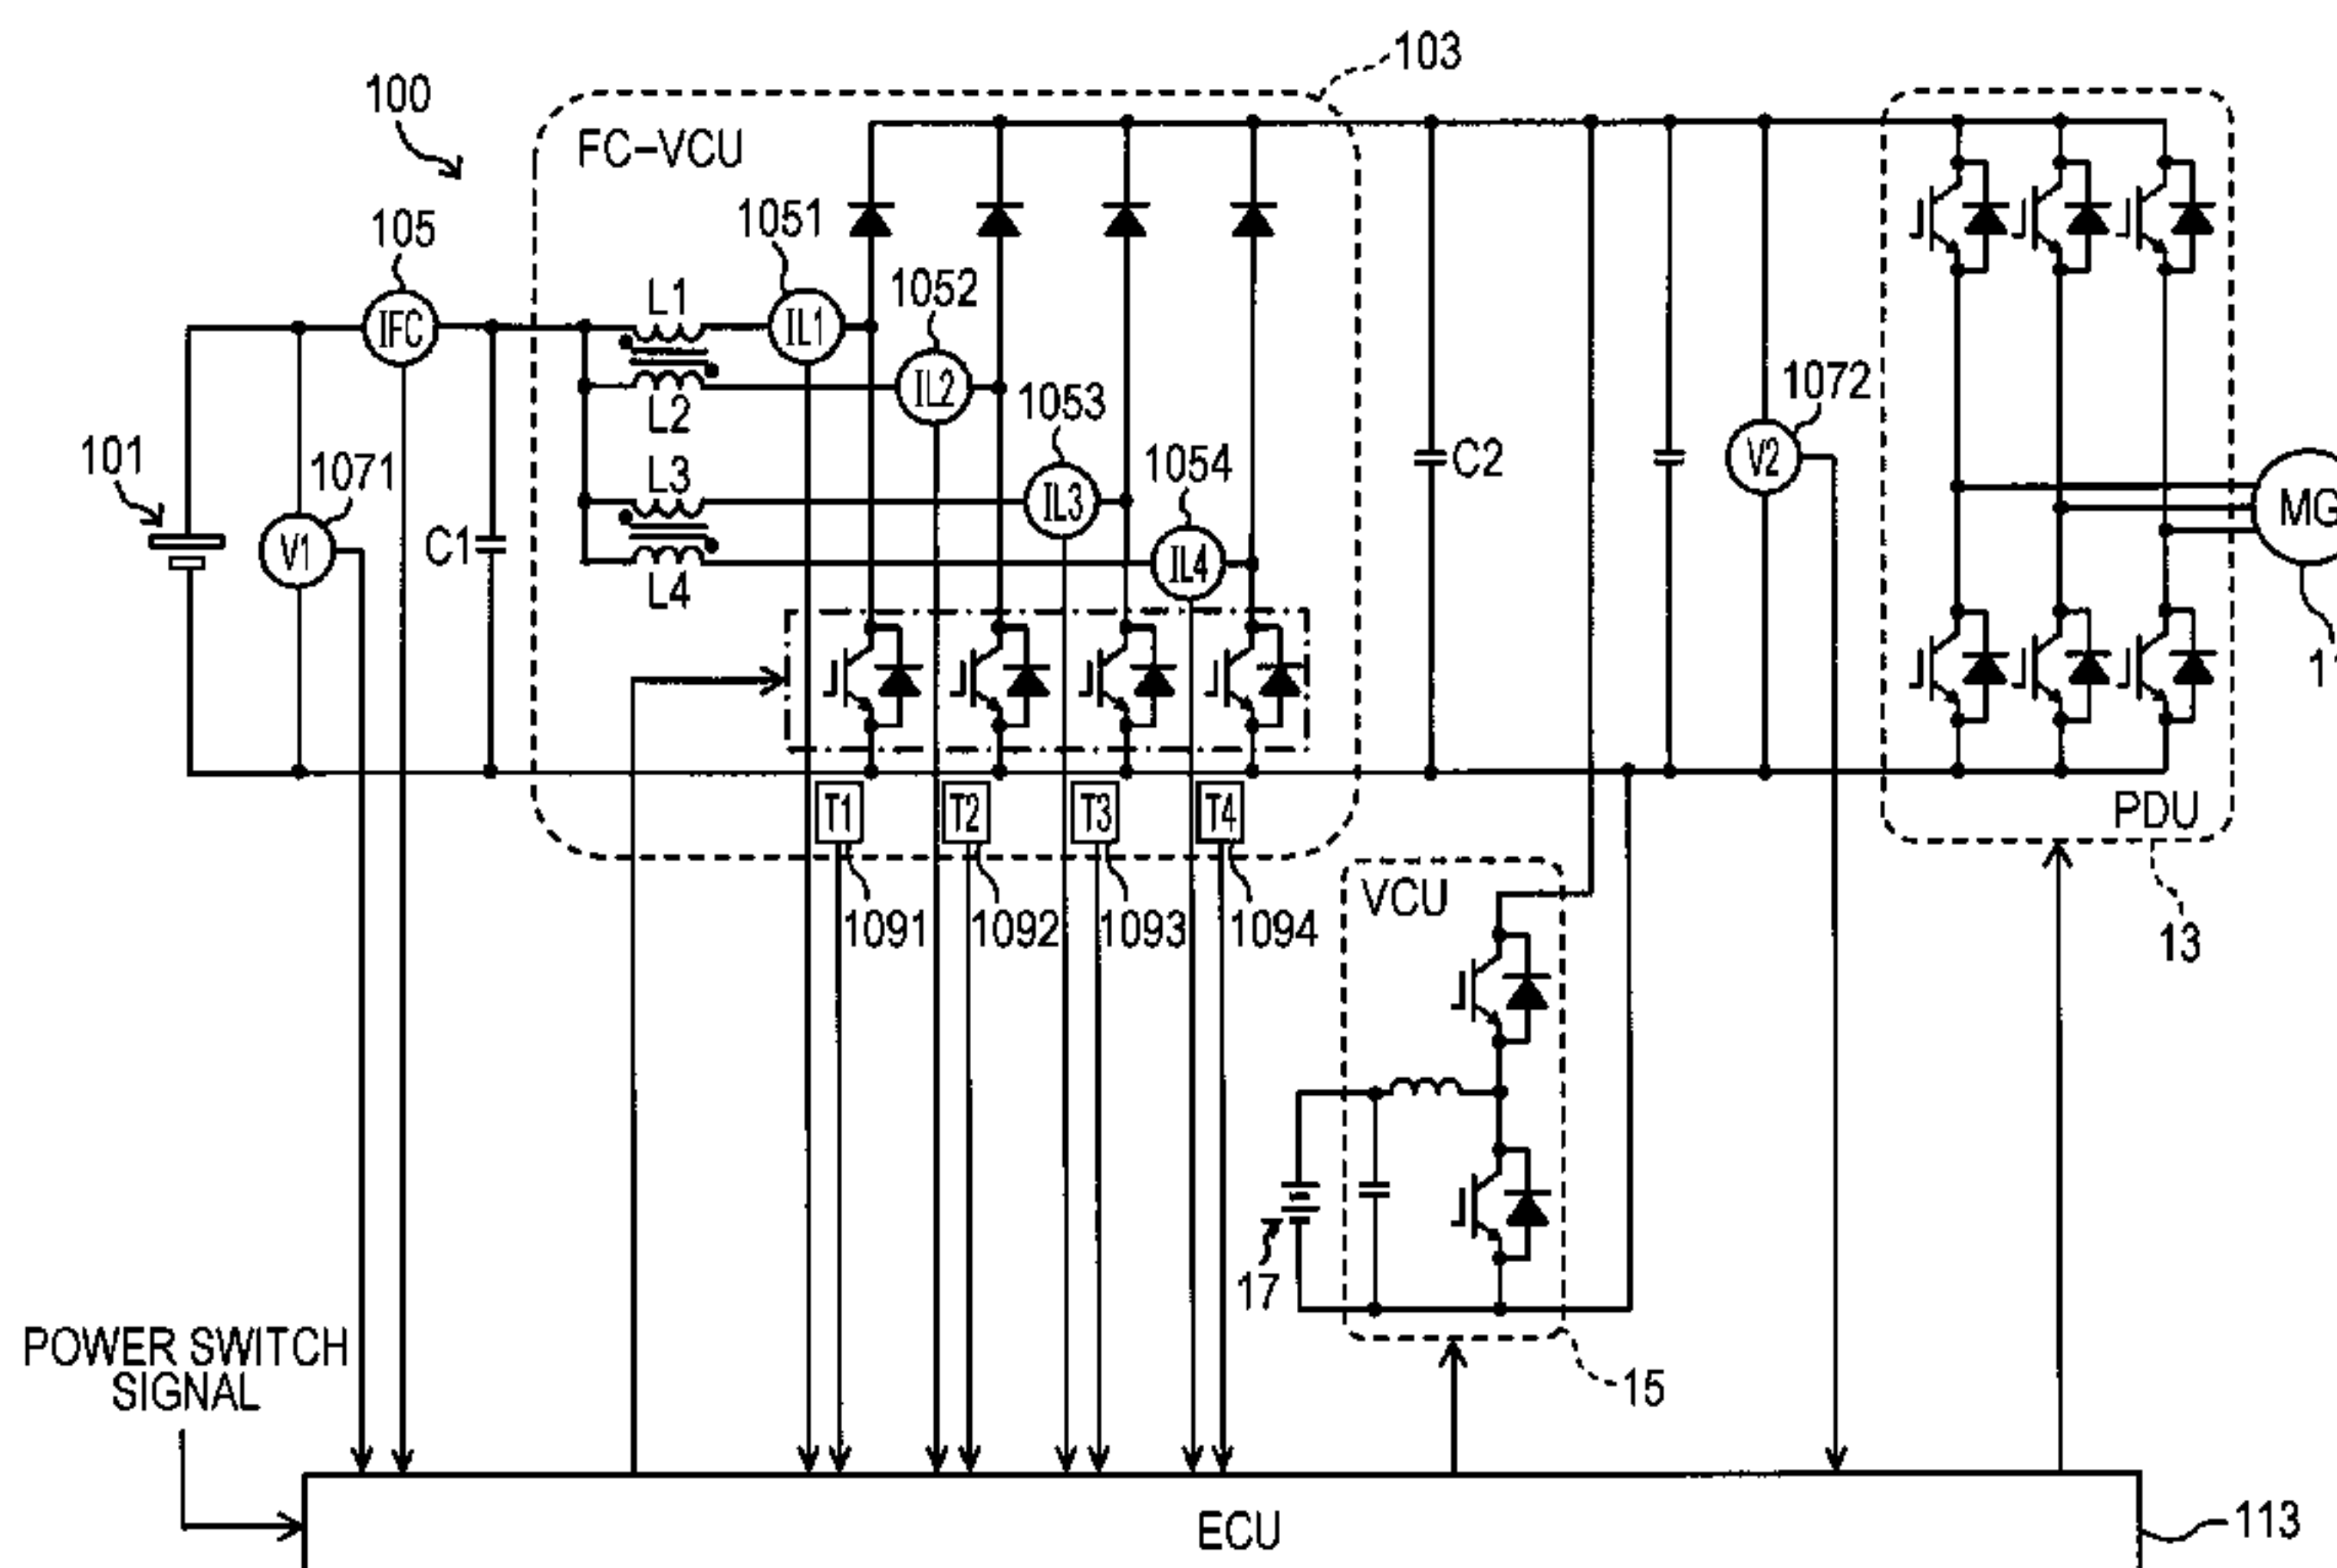 103
100
FC-VCU
105
1051
1052
L1
IFC
IL1
IL2
1053
1072
L2
101
1071
L3
1054
C2
V2
IL3
MG
V1
C1
IL4
L4
T1
T2
T3
T4
PDU
VCU
1091
1092
1093
1094
13
17
POWER SWITCH
SIGNAL
15
ECU
113